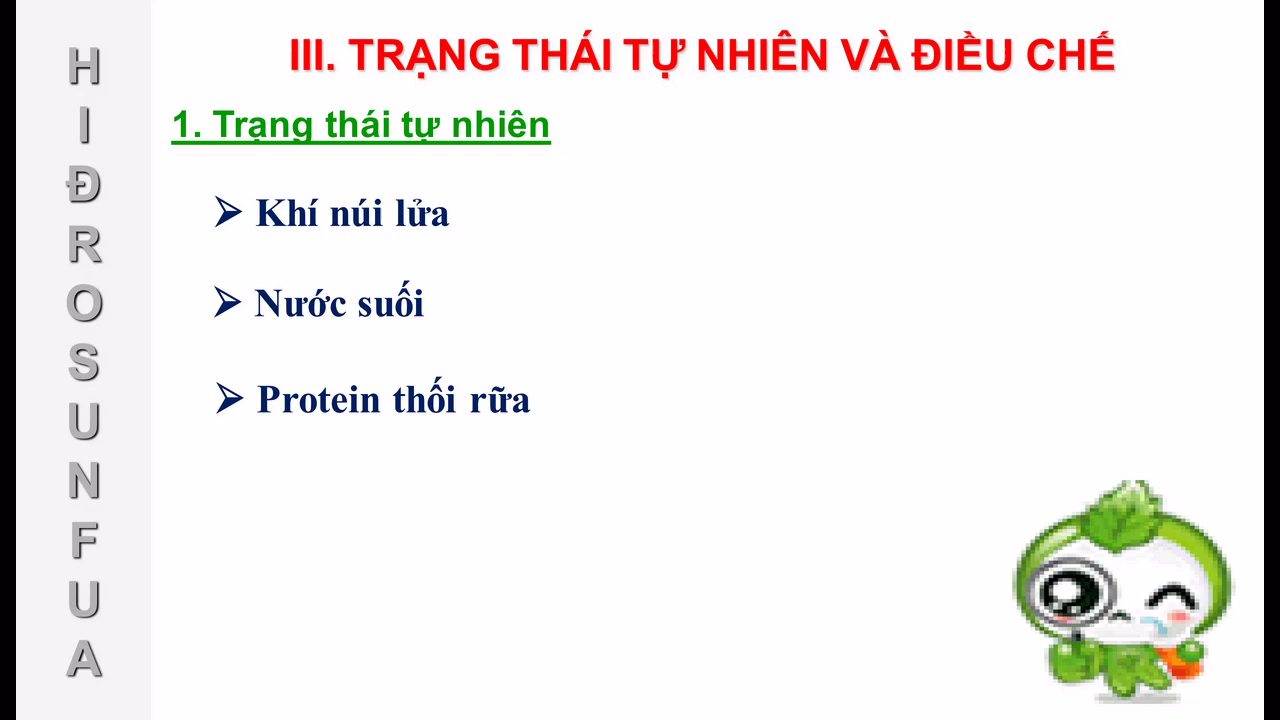 H
I
Đ
R
O
S
U
N
F
U
A
III. TRẠNG THÁI TỰ NHIÊN VÀ ĐIỀU CHẾ
1. Trạng thái tự nhiên
➢ Khí núi lửa
➢ Nước suối
➢ Protein thối rữa